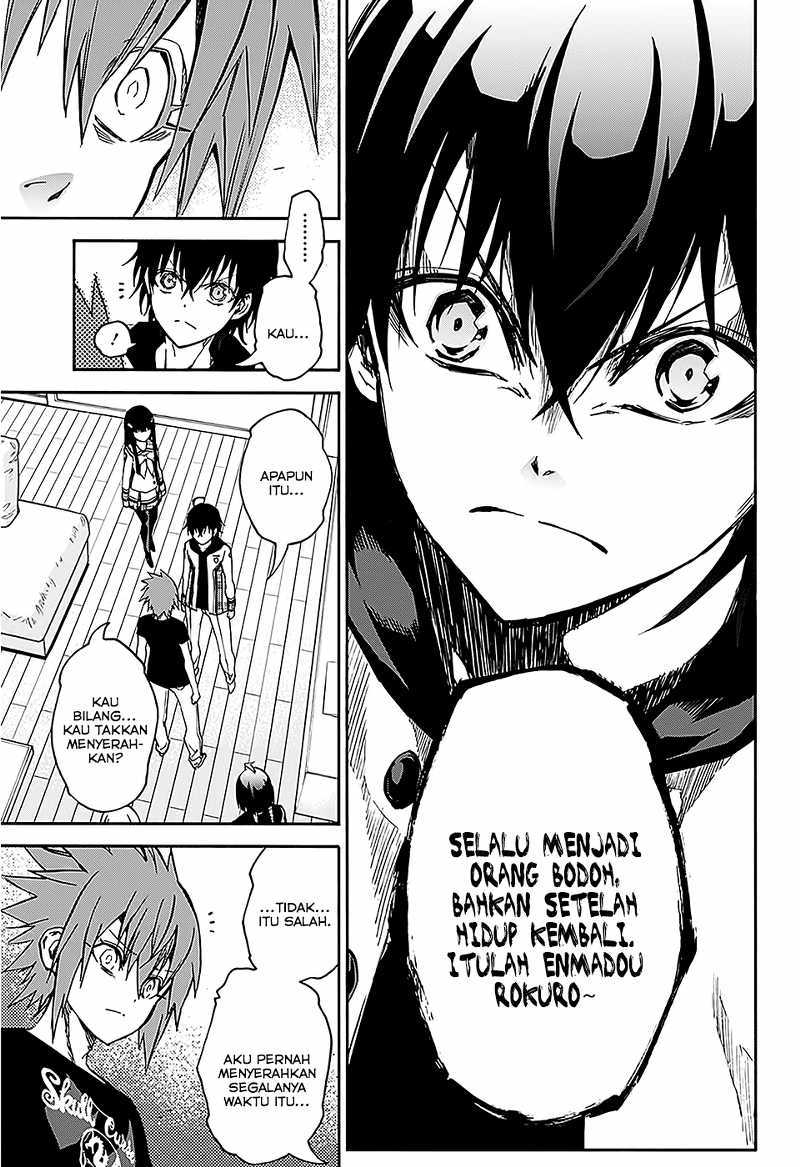 SELALU MENJADI
ORANG BODOH,
BAHKAN SETELAH
HIDUP KEMBALI.
ITULAH ENMADOU
ROKURO~
.........
KAU...
!
APAPUN
ITU...
KAU
BILANG...
KAU TAKKAN
MENYERAH-
KAN?
...TIDAK...
ITU SALAH.
AKU PERNAH
MENYERAHKAN
SEGALANYA
WAKTU ITU...
Skull